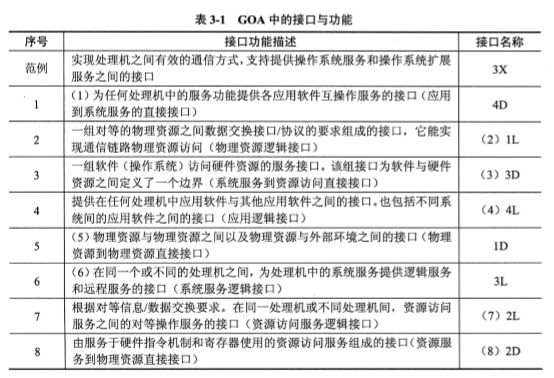 表 3-1 GOA 中的接口与功能
序号 接口功能描述 接口名称
范例 实现处理机之间有效的通信方式，支持提供操作系统服务和操作系统扩展
服务之间的接口 3X
1 （1）为任何处理机中的服务功能提供各应用软件互操作服务的接口（应用
到系统服务的直接接口） 4D
2 一组对等的物理资源之间数据交换接口/协议的要求组成的接口，它能实
现通信链路物理资源访问（物理资源逻辑接口） （2）1L
3 一组软件（操作系统）访问硬件资源的服务接口。该组接口为软件与硬件
资源之间定义了一个边界（系统服务到资源访问直接接口） （3）3D
4 提供在任何处理机中应用软件与其他应用软件之间的接口。也包括不同系
统间的应用软件之间的接口（应用逻辑接口） （4）4L
5 （5）物理资源与物理资源之间以及物理资源与外部环境之间的接口（物理
资源到物理资源直接接口） 1D
6 （6）在同一个或不同的处理机之间，为处理机中的系统服务提供逻辑服务
和远程服务的接口（系统服务逻辑接口） 3L
7 根据对等信息/数据交换要求。在同一处理机或不同处理机间，资源访问
服务之间的对等操作服务的接口（资源访问服务逻辑接口） （7）2L
8 由服务于硬件指令机制和寄存器使用的资源访问服务组成的接口（资源服
务到物理资源直接接口） （8）2D